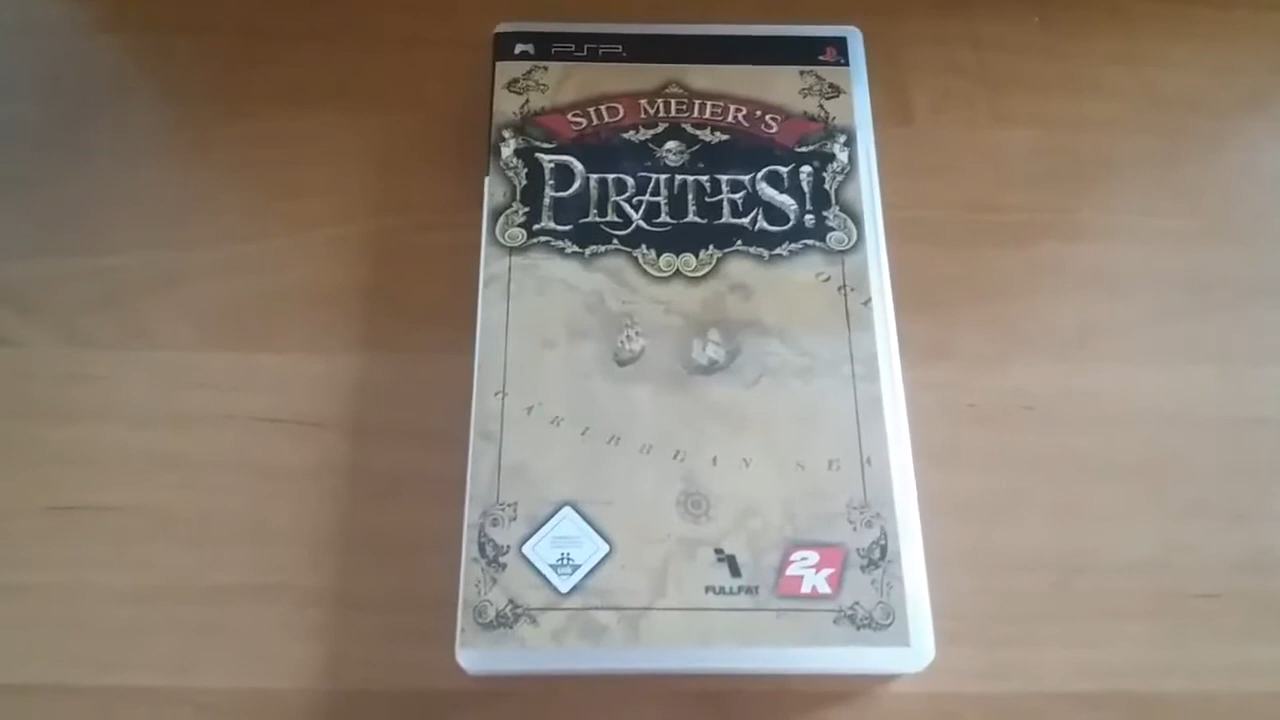 PSP
SID MEIER'S
PIRATES!
CARIBBEAN SEA
FULLFAT
2K